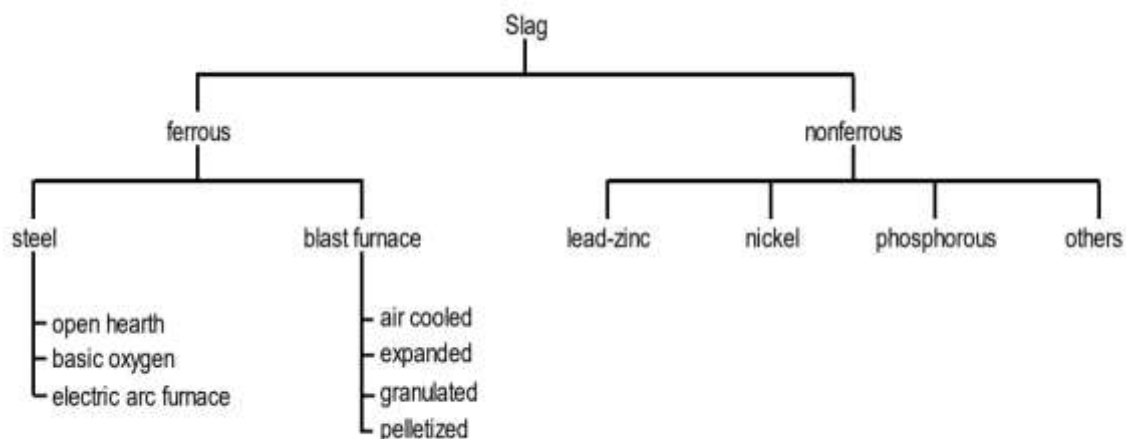 Slag
ferrous
nonferrous
steel
blast furnace
lead-zinc
nickel
phosphorous
others
open hearth
basic oxygen
electric arc furnace
air cooled
expanded
granulated
pelletized